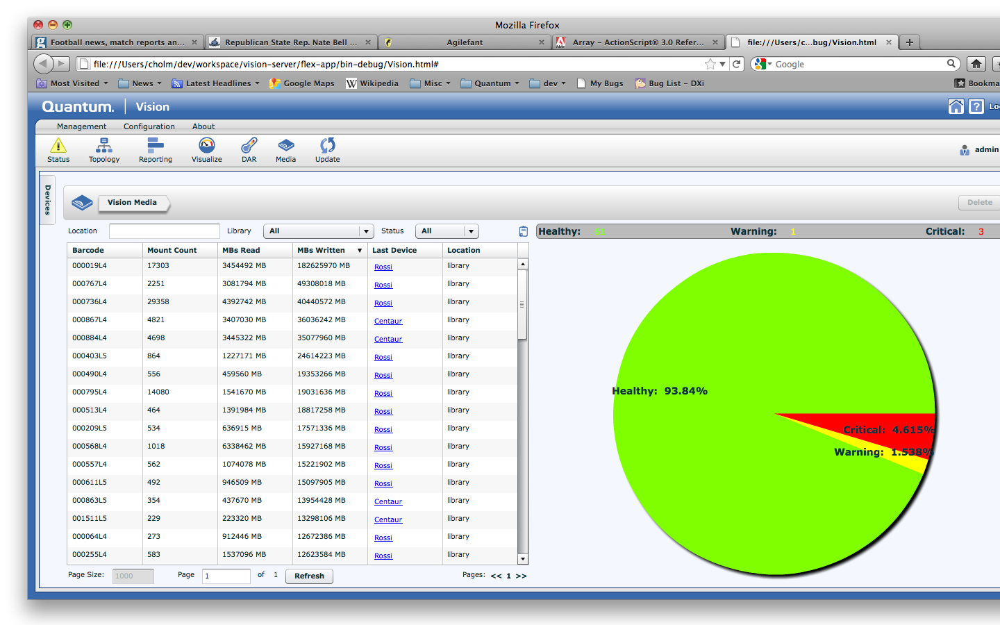 Mozilla Firefox
Football news, match reports an... Republican State Rep. Nate Bell ... Agilefant Array - ActionScript® 3.0 Refer... file:///Users/c...bug/Vision.html
file:///Users/cholm/dev/workspace/vision-server/flex-app/bin-debug/Vision.html# Google
Most Visited News Latest Headlines Google Maps Wikipedia Misc Quantum dev My Bugs Bug List - DXi Bookma
Quantum. Vision Lo
Management Configuration About
Status Topology Reporting Visualize DAR Media Update admin
Devices
Vision Media Delete
Location Library All Status All Healthy: Warning: 1 Critical: 3
Barcode Mount Count MBs Read MBs Written Last Device Location
000019L4 17303 3454492 MB 182625970 MB Rossi library
000767L4 2251 3081794 MB 49308018 MB Rossi library
000736L4 29358 4392742 MB 40440572 MB Rossi library
000867L4 4821 3407030 MB 36036242 MB Centaur library
000884L4 4698 3445322 MB 35077960 MB Centaur library
000403L5 864 1227171 MB 24614223 MB Rossi library
000490L4 556 459560 MB 19353266 MB Rossi library
000795L4 14080 1541670 MB 19031636 MB Rossi library
000513L4 464 1391984 MB 18817258 MB Rossi library
000209L5 534 636915 MB 17571336 MB Rossi library
000568L4 1018 6338462 MB 15927168 MB Rossi library
000557L4 562 1074078 MB 15221902 MB Rossi library
000611L5 492 946509 MB 15097905 MB Rossi library
000863L5 354 437670 MB 13954428 MB Centaur library
001511L5 229 223320 MB 13298106 MB Centaur library
000064L4 273 912446 MB 12672386 MB Rossi library
000255L4 583 1537096 MB 12623584 MB Rossi library
Page Size: 1000 Page 1 of 1 Refresh Pages: << 1 >>
Healthy: 93.84%
Critical: 4.615%
Warning: 1.538%